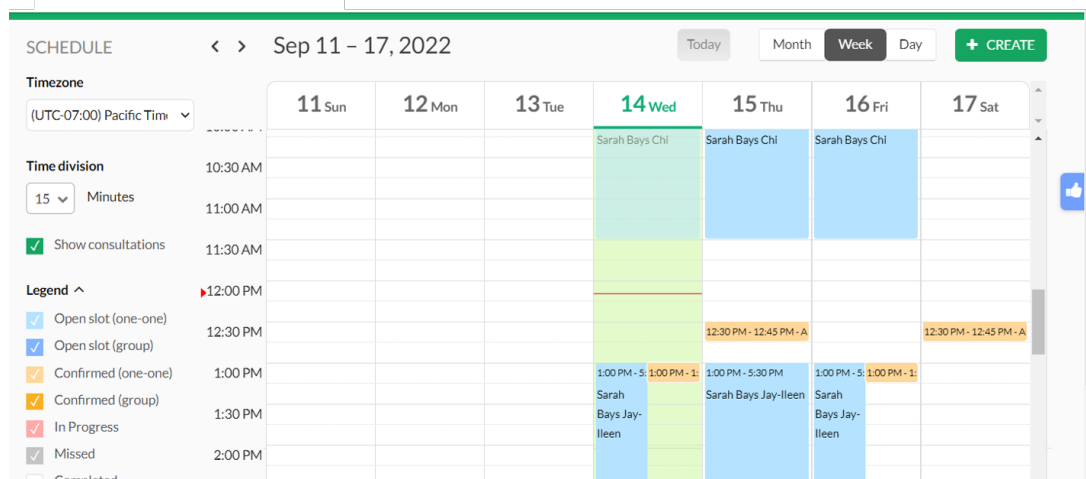 SCHEDULE
Sep 11 – 17, 2022
Today
Month
Week
Day
+ CREATE
Timezone
(UTC-07:00) Pacific Tim
Time division
15
Minutes
Show consultations
Legend
Open slot (one-one)
Open slot (group)
Confirmed (one-one)
Confirmed (group)
In Progress
Missed
11 Sun
12 Mon
13 Tue
14 Wed
15 Thu
16 Fri
17 Sat
10:30 AM
11:00 AM
11:30 AM
12:00 PM
12:30 PM
1:00 PM
1:30 PM
2:00 PM
Sarah Bays Chi
Sarah Bays Chi
Sarah Bays Chi
12:30 PM - 12:45 PM - A
12:30 PM - 12:45 PM - A
1:00 PM - 5:
Sarah
Bays Jay-
Ileen
1:00 PM - 1:
1:00 PM - 5:30 PM
Sarah Bays Jay-Ileen
1:00 PM - 5:
Sarah
Bays Jay-
Ileen
1:00 PM - 1: